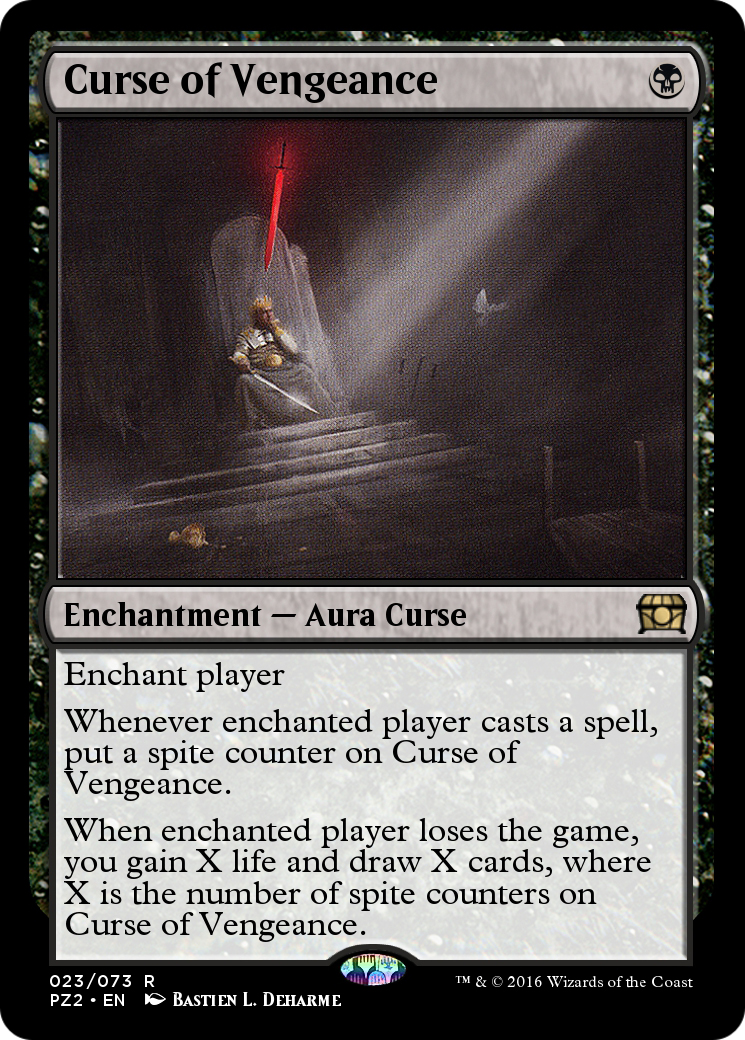 Curse of Vengeance
Enchantment — Aura Curse
Enchant player
Whenever enchanted player casts a spell,
put a spite counter on Curse of
Vengeance.
When enchanted player loses the game,
you gain X life and draw X cards, where
X is the number of spite counters on
Curse of Vengeance.
023/073 R
PZ2 • EN Bastien L. Deharme
™ & © 2016 Wizards of the Coast